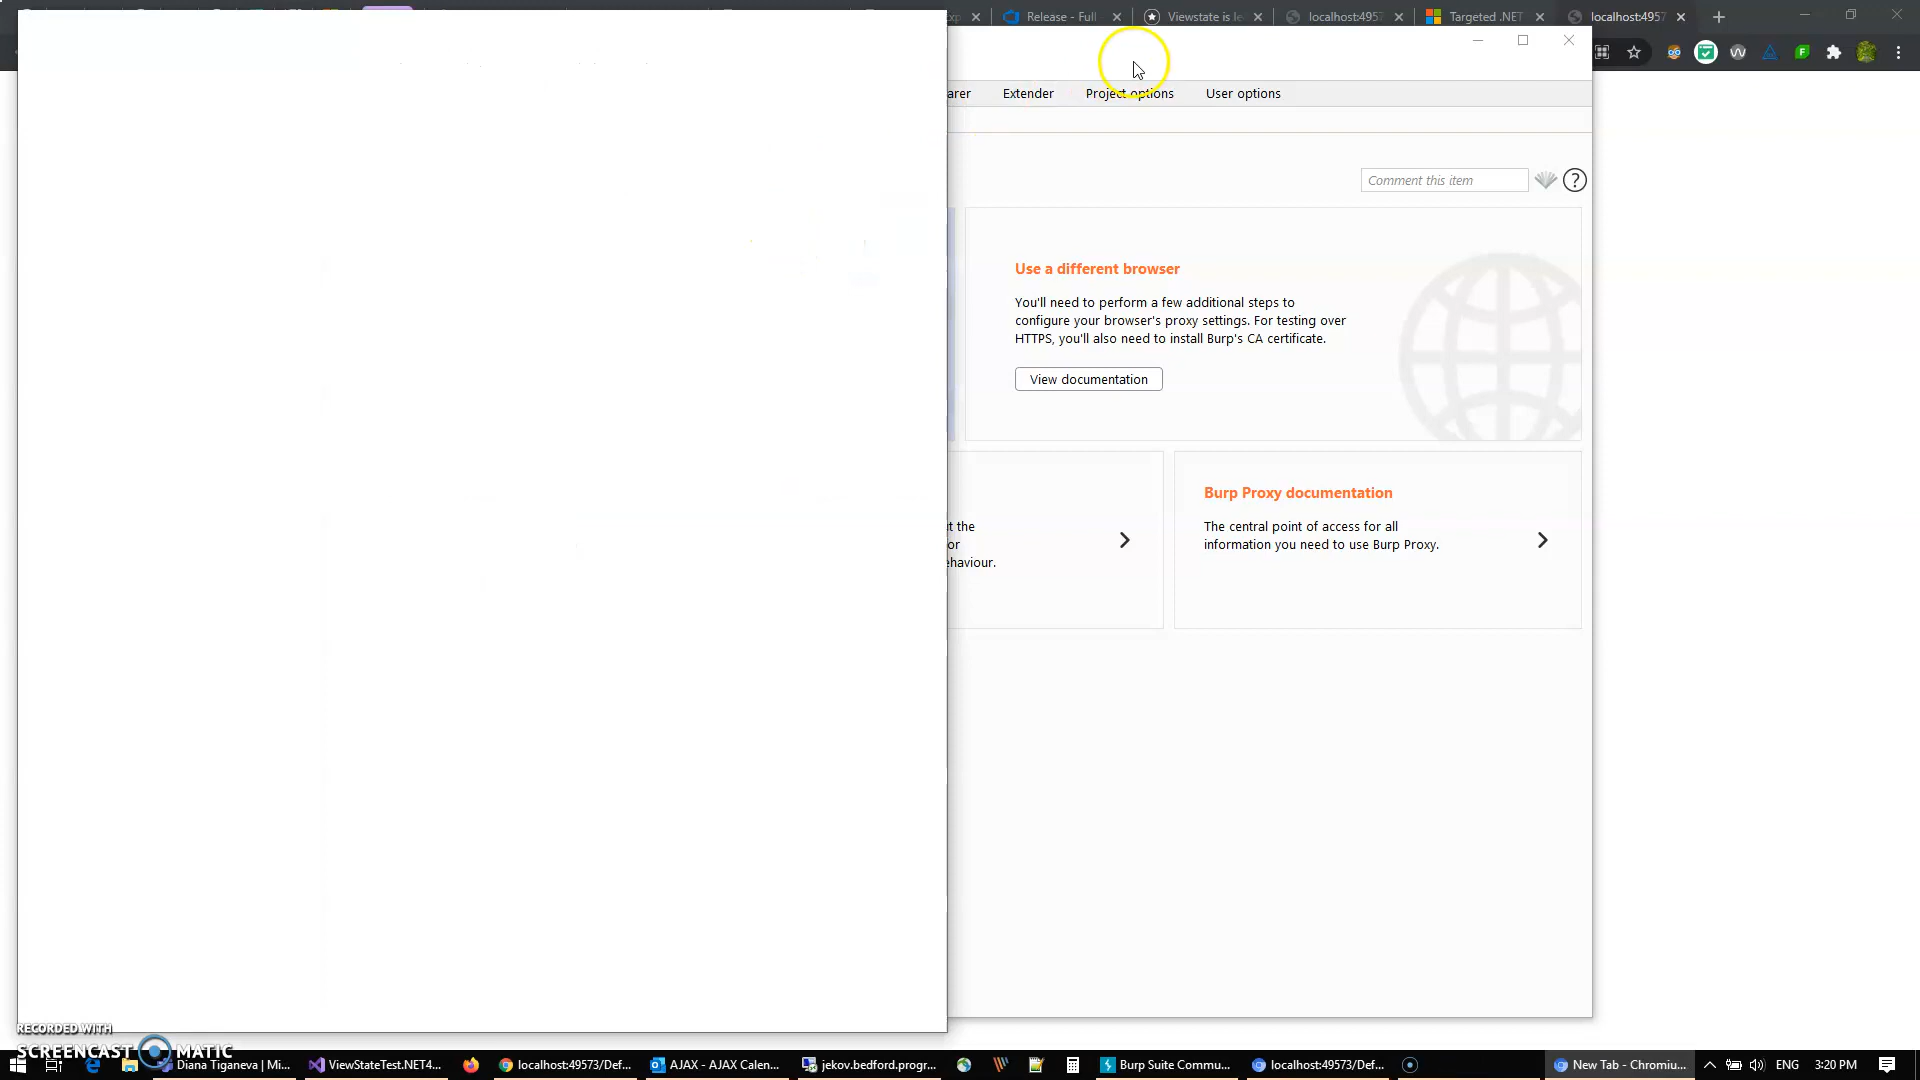 Release - Full
Viewstate is le
localhost:4957
Targeted .NET
localhost:4957
arer
Extender
Project options
User options
Comment this item
?
Use a different browser
You'll need to perform a few additional steps to
configure your browser's proxy settings. For testing over
HTTPS, you'll also need to install Burp's CA certificate.
View documentation
t the
or
ehaviour.
Burp Proxy documentation
The central point of access for all
information you need to use Burp Proxy.
RECORDED WITH
SCREENCAST MATIC
Diana Tiganeva | Mi...
ViewStateTest.NET4...
localhost:49573/Def...
AJAX - AJAX Calen...
jekov.bedford.progr...
Burp Suite Commu...
localhost:49573/Def...
New Tab - Chromiu...
ENG
3:20 PM